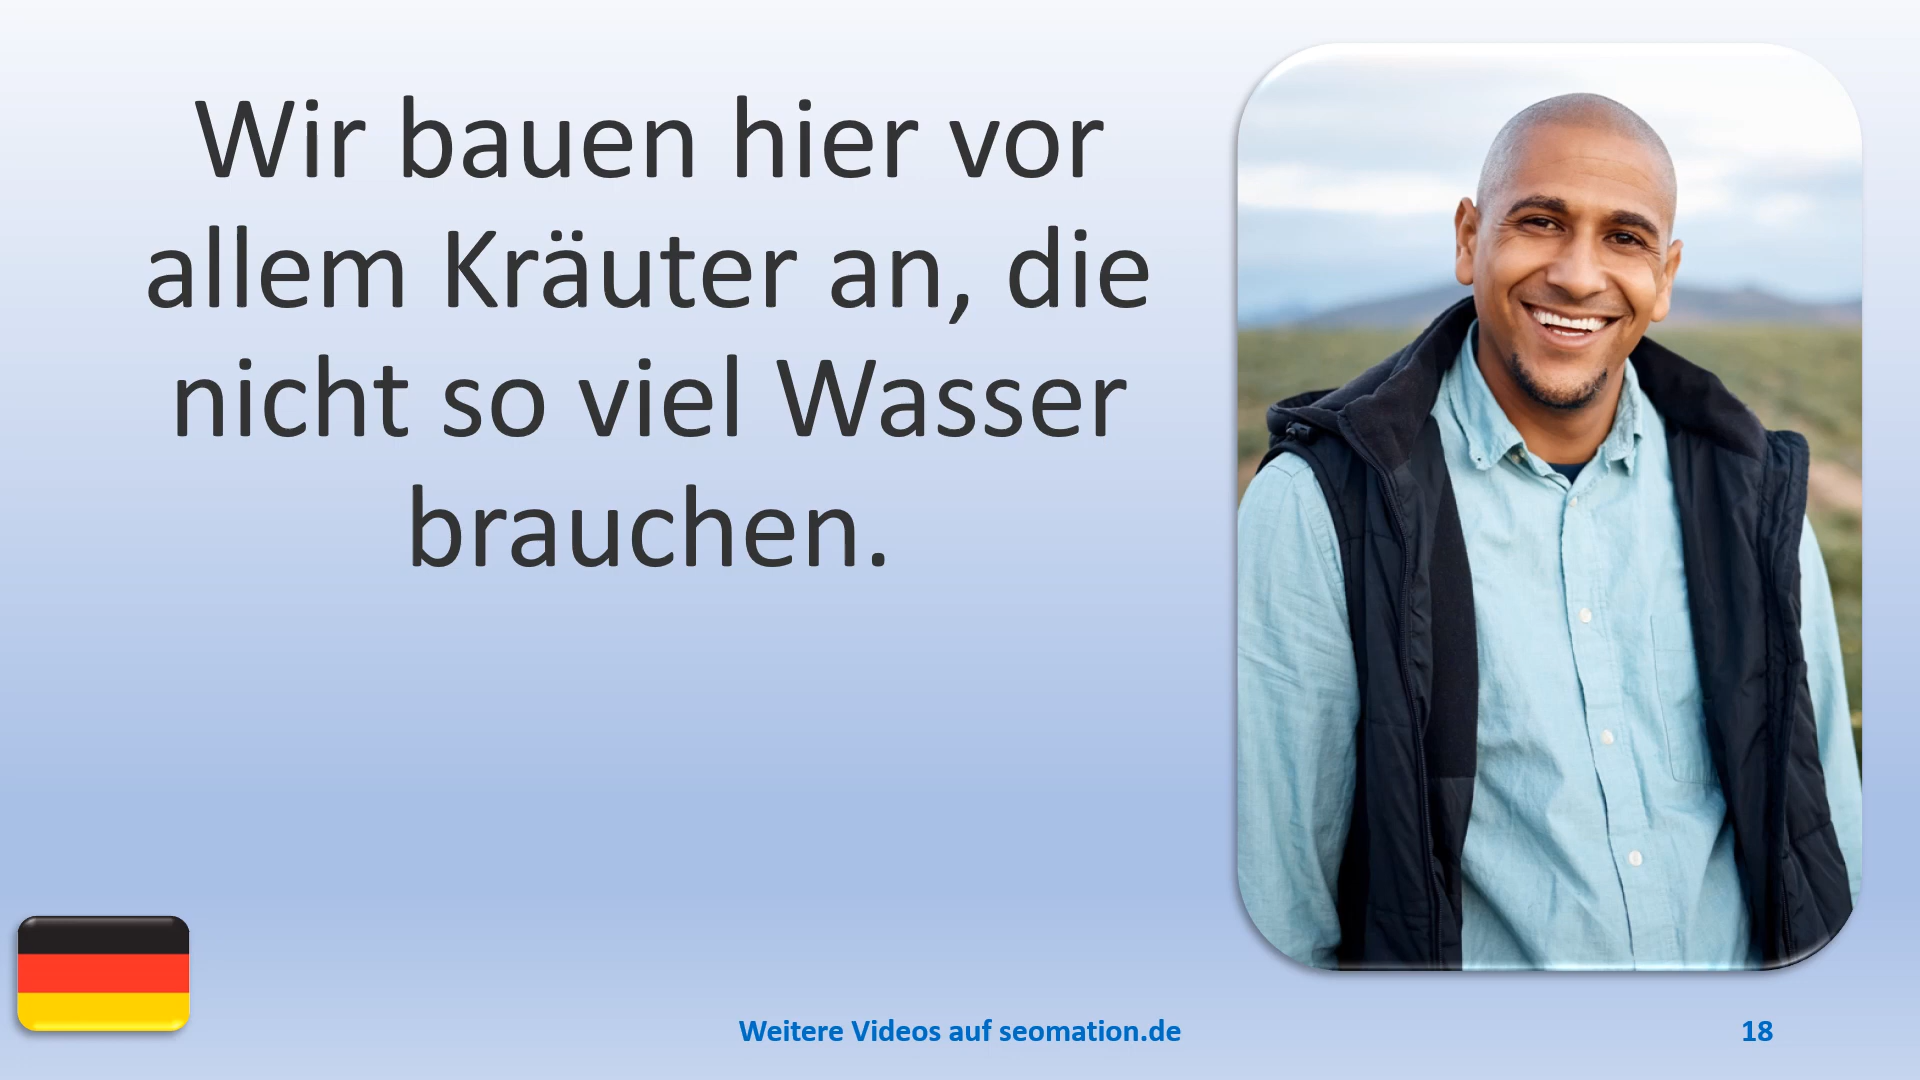 Wir bauen hier vor
allem Kräuter an, die
nicht so viel Wasser
brauchen.
Weitere Videos auf seomation.de
18